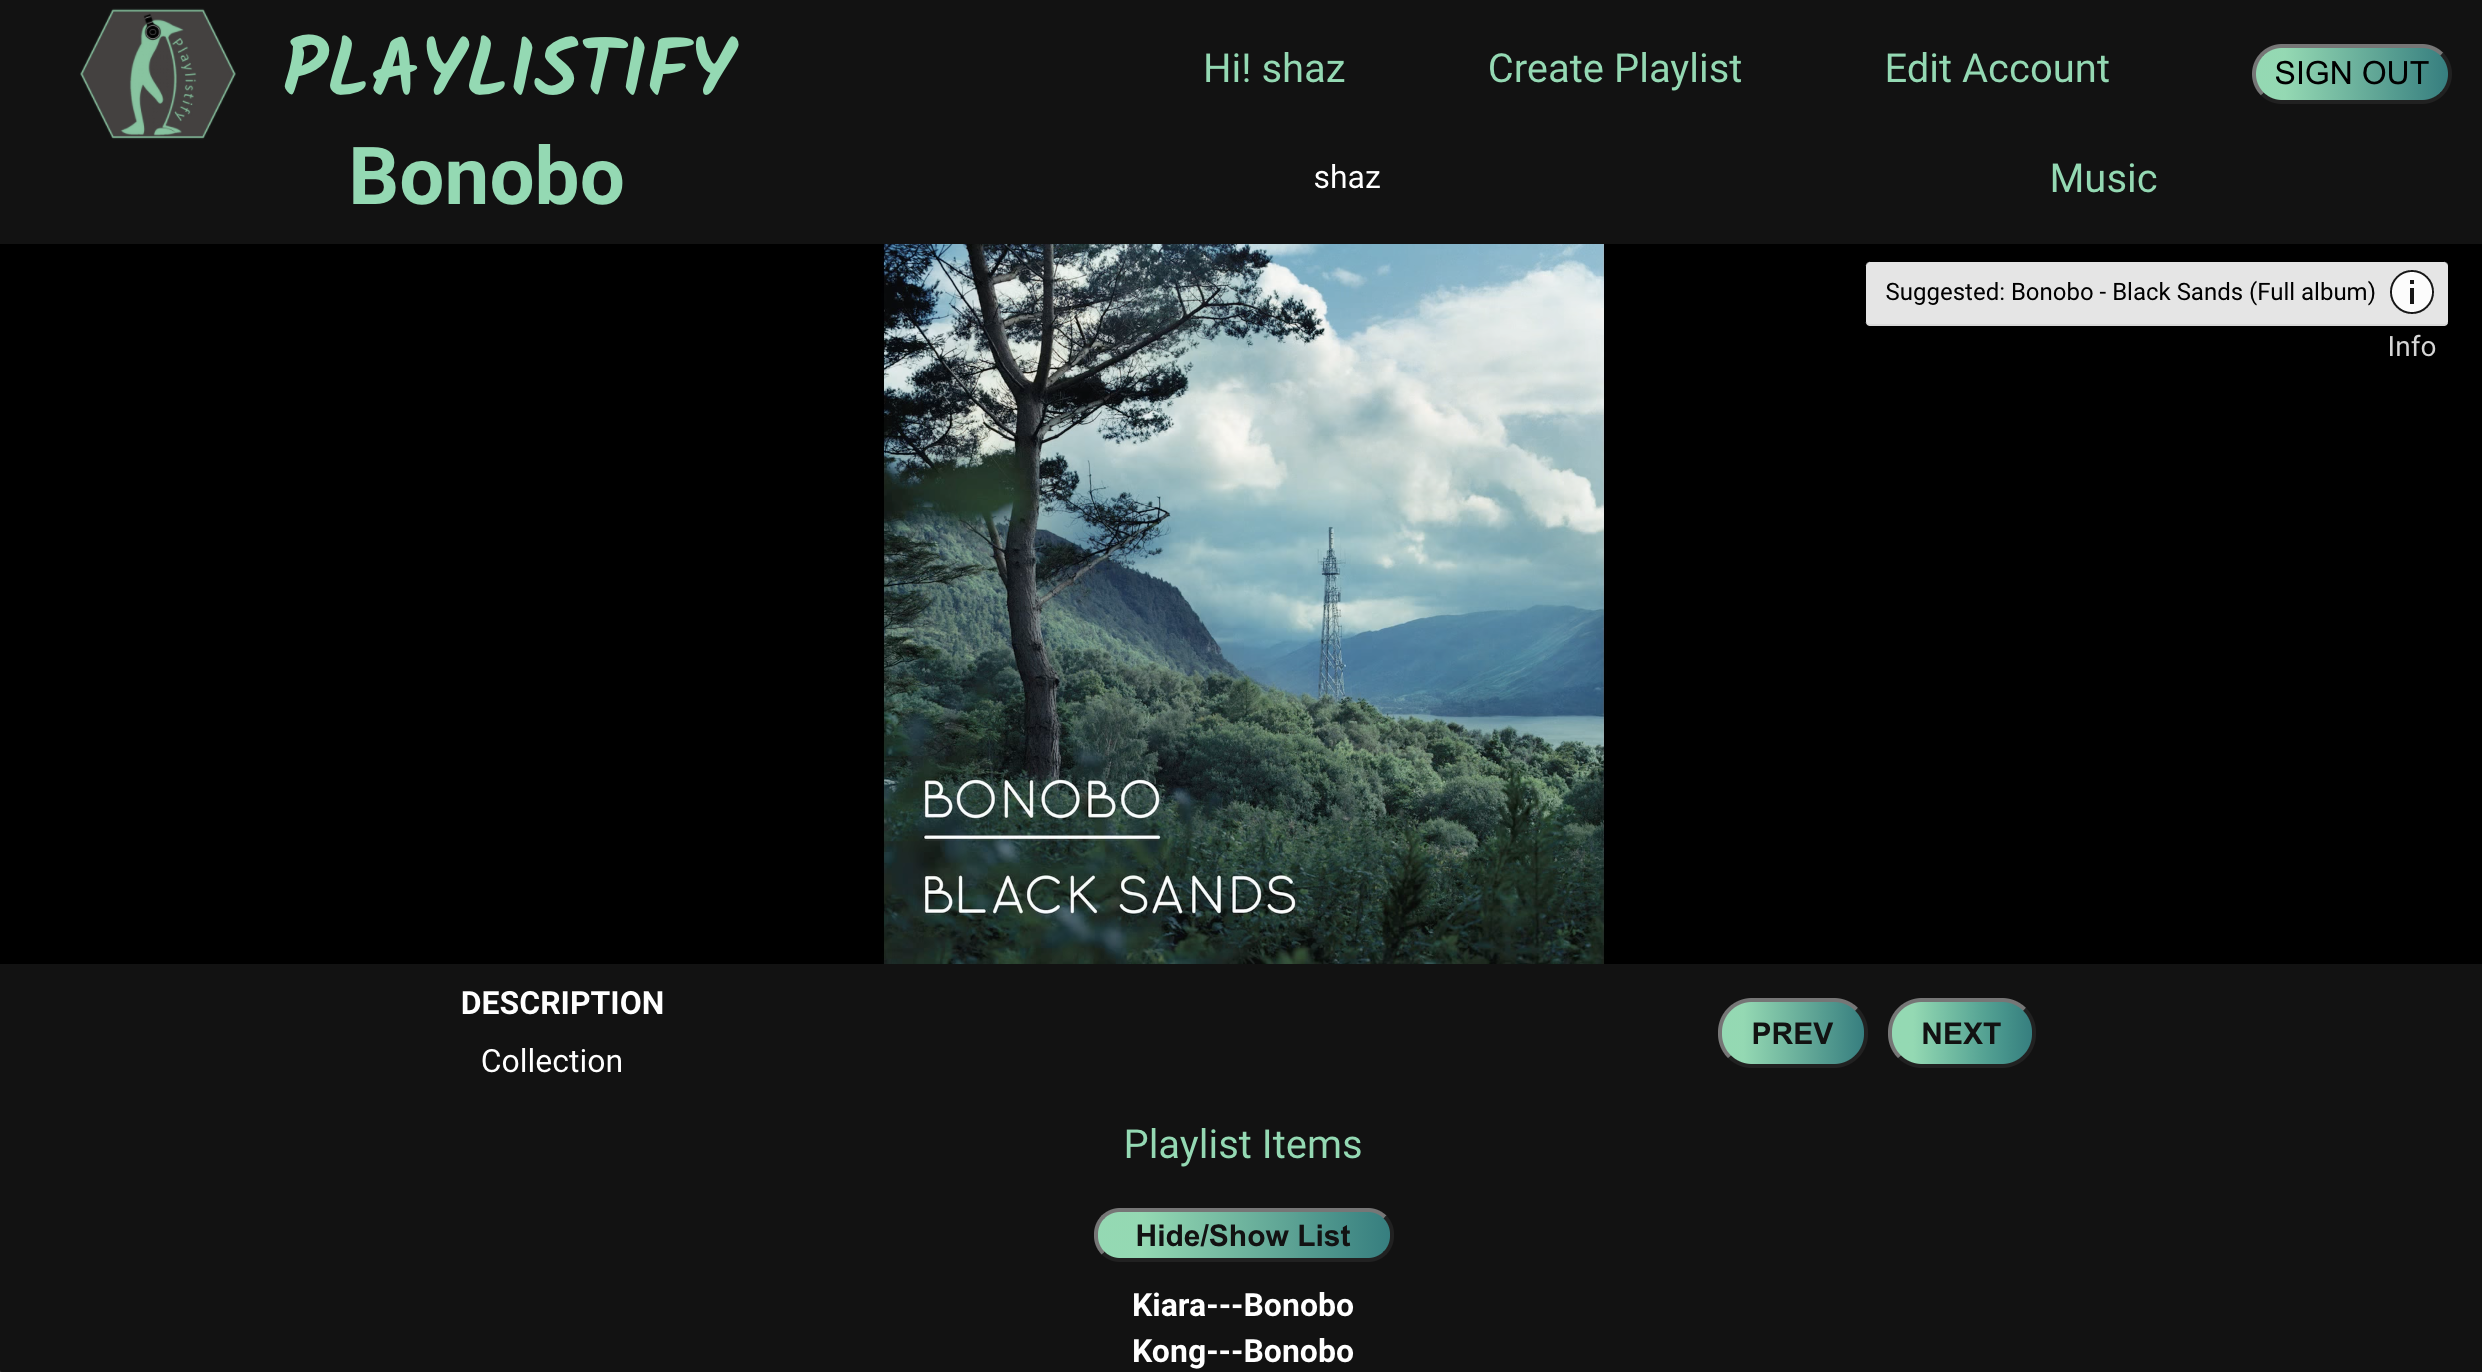 Playlistify
PLAYLISTIFY
Hi! shaz
Create Playlist
Edit Account
SIGN OUT
Bonobo
shaz
Music
Suggested: Bonobo - Black Sands (Full album)
i
Info
BONOBO
BLACK SANDS
DESCRIPTION
Collection
PREV
NEXT
Playlist Items
Hide/Show List
Kiara---Bonobo
Kong---Bonobo